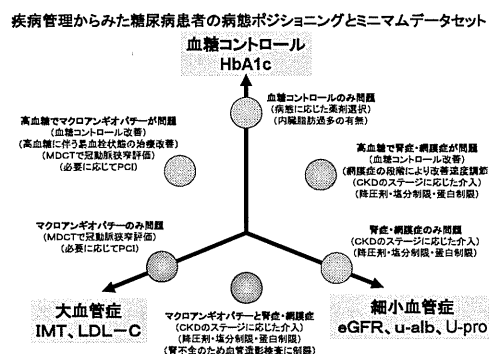 疾病管理からみた糖尿病患者の病態ポジショニングとミニマムデータセット
血糖コントロール
HbA1c
血糖コントロールのみ問題
(病態に応じた薬剤選択)
(内臓脂肪過多の有無)
高血糖でマクロアンギオパチーが問題
(血糖コントロール改善)
(高血糖に伴う易血栓状態の治療改善)
(MDCTで冠動脈狭窄評価)
(必要に応じてPCI)
高血糖で腎症・網膜症が問題
(血糖コントロール改善)
(網膜症の段階により改善速度調節)
(CKDのステージに応じた介入)
(降圧剤・塩分制限・蛋白制限)
マクロアンギオパチーのみ問題
(MDCTで冠動脈狭窄評価)
(必要に応じてPCI)
腎症・網膜症のみ問題
(CKDのステージに応じた介入)
(降圧剤・塩分制限・蛋白制限)
大血管症
IMT、LDL－C
マクロアンギオパチーと腎症・網膜症
(CKDのステージに応じた介入)
(降圧剤・塩分制限・蛋白制限)
(腎不全のため血管造影検査に制限)
細小血管症
eGFR、u-alb、U-pro